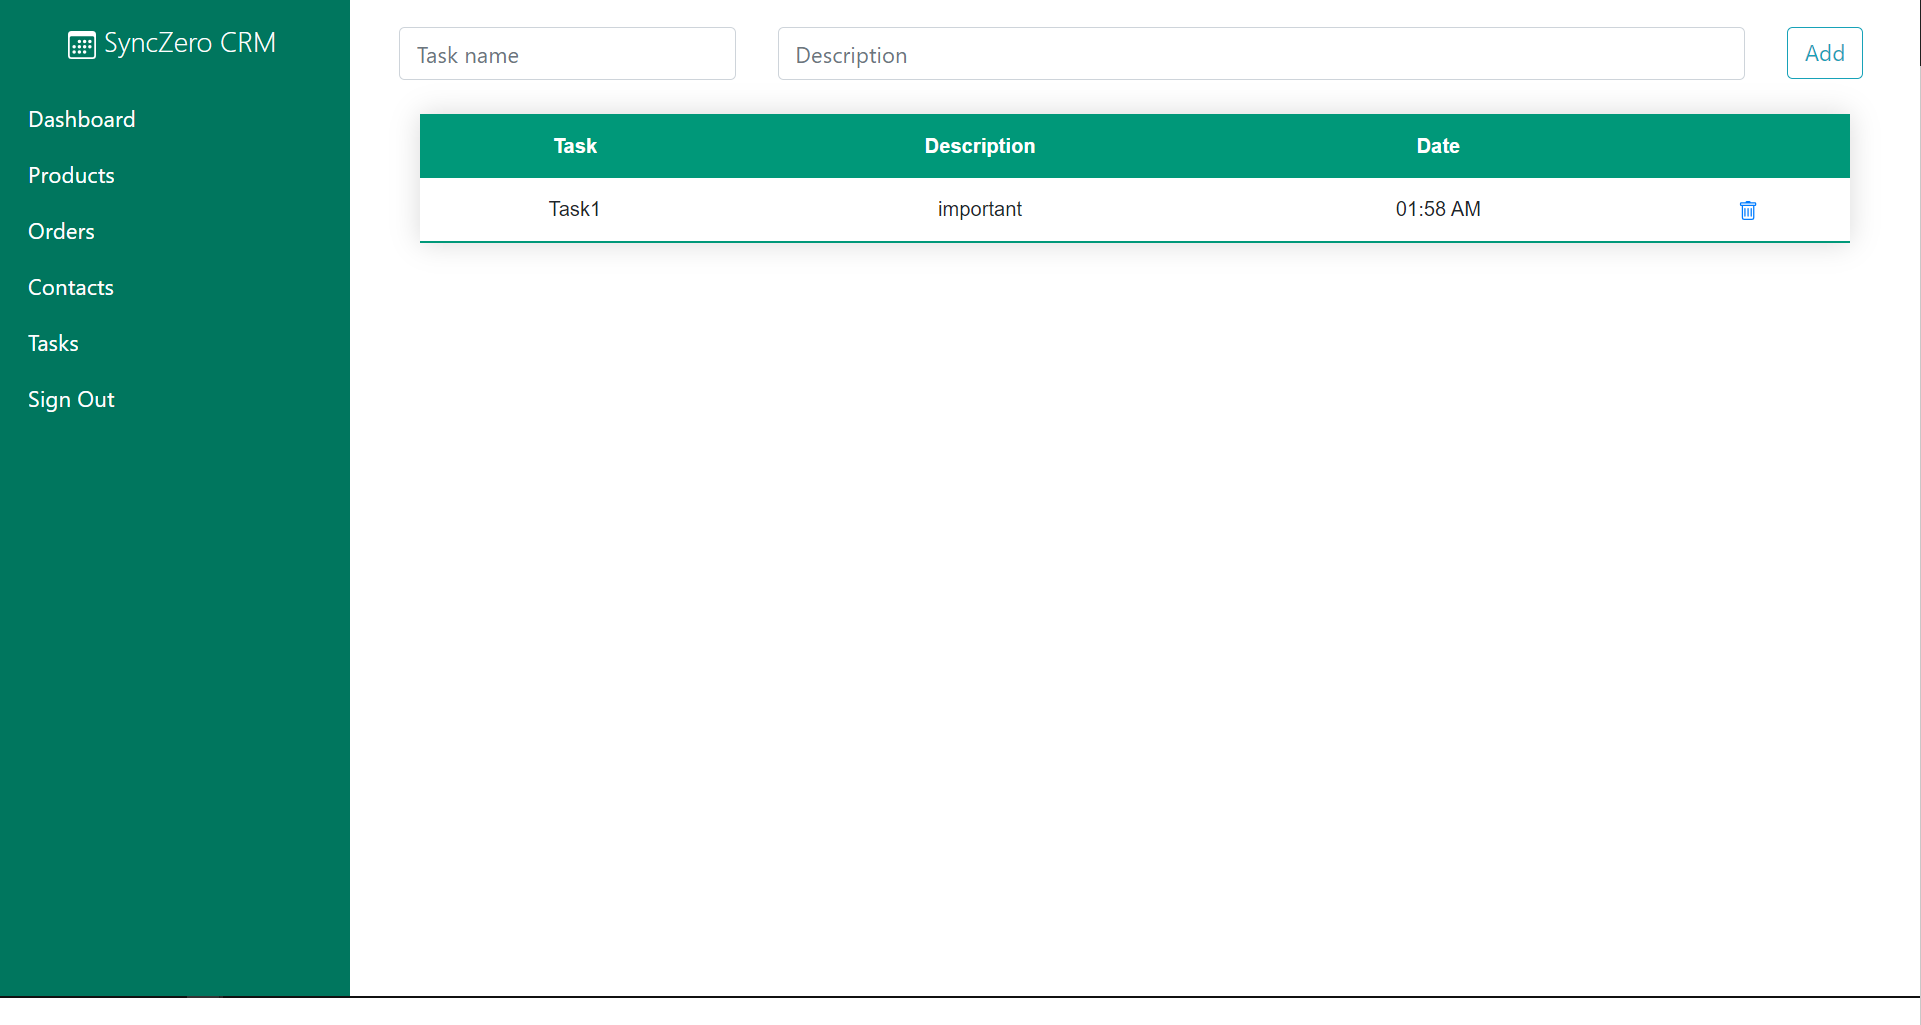 SyncZero CRM
Dashboard
Products
Orders
Contacts
Tasks
Sign Out
Task name
Description
Add
Task Description Date
Task1 important 01:58 AM